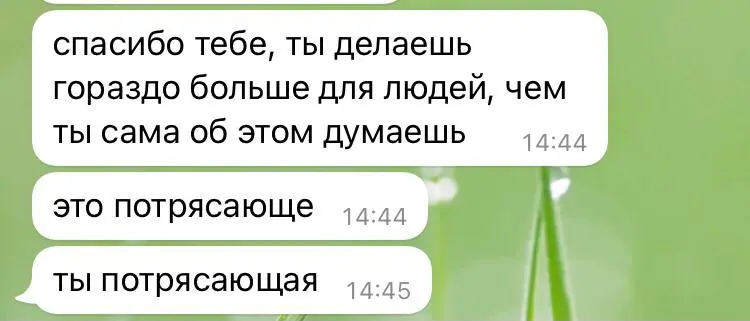 спасибо тебе, ты делаешь
гораздо больше для людей, чем
ты сама об этом думаешь
14:44
это потрясающе
14:44
ты потрясающая
14:45